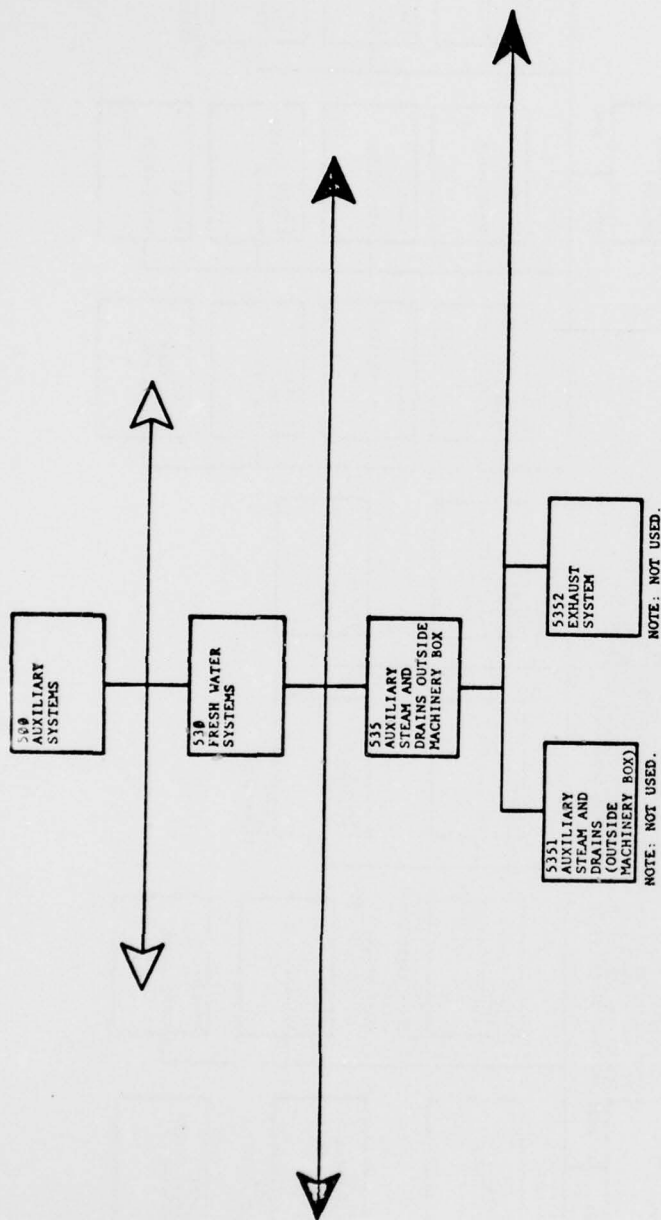 500
AUXILIARY
SYSTEMS
530
FRESH WATER
SYSTEMS
535
AUXILIARY
STEAM AND
DRAINS OUTSIDE
MACHINERY BOX
5351
AUXILIARY
STEAM AND
DRAINS
(OUTSIDE
MACHINERY BOX)
NOTE: NOT USED.
5352
EXHAUST
SYSTEM
NOTE: NOT USED.